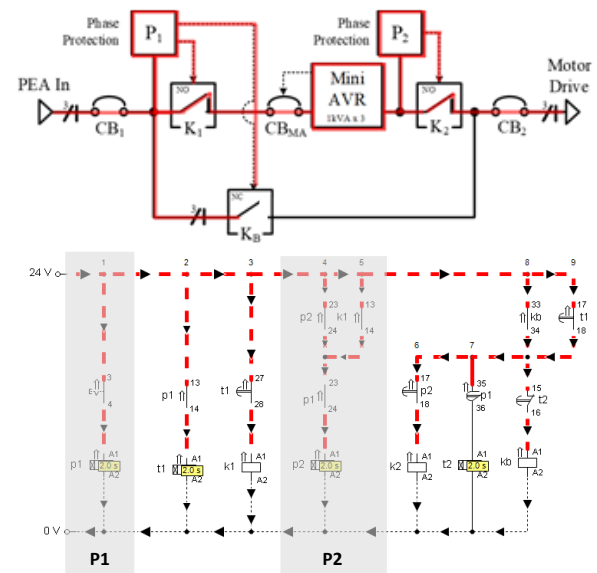 Phase
Protection
P1
Phase
Protection
P2
PEA In
3
CB1
NO
K1
CBMA
Mini
AVR
1kVA x 3
NO
K2
CB2
3
Motor
Drive
3
NC
KB
1 2 3 4 5 8 9
24 V
23 13 33 17
p2 k1 kb t1
24 14 34 18
6 7
3 13 27 23 17 35 15
p1 t1 p1 p2 p1 t2
4 14 28 24 18 36 16
A1 A1 A1 A1 A1 A1 A1
p1 2.0 s t1 2.0 s k1 p2 2.0 s k2 t2 2.0 s kb
A2 A2 A2 A2 A2 A2 A2
0 V
P1 P2